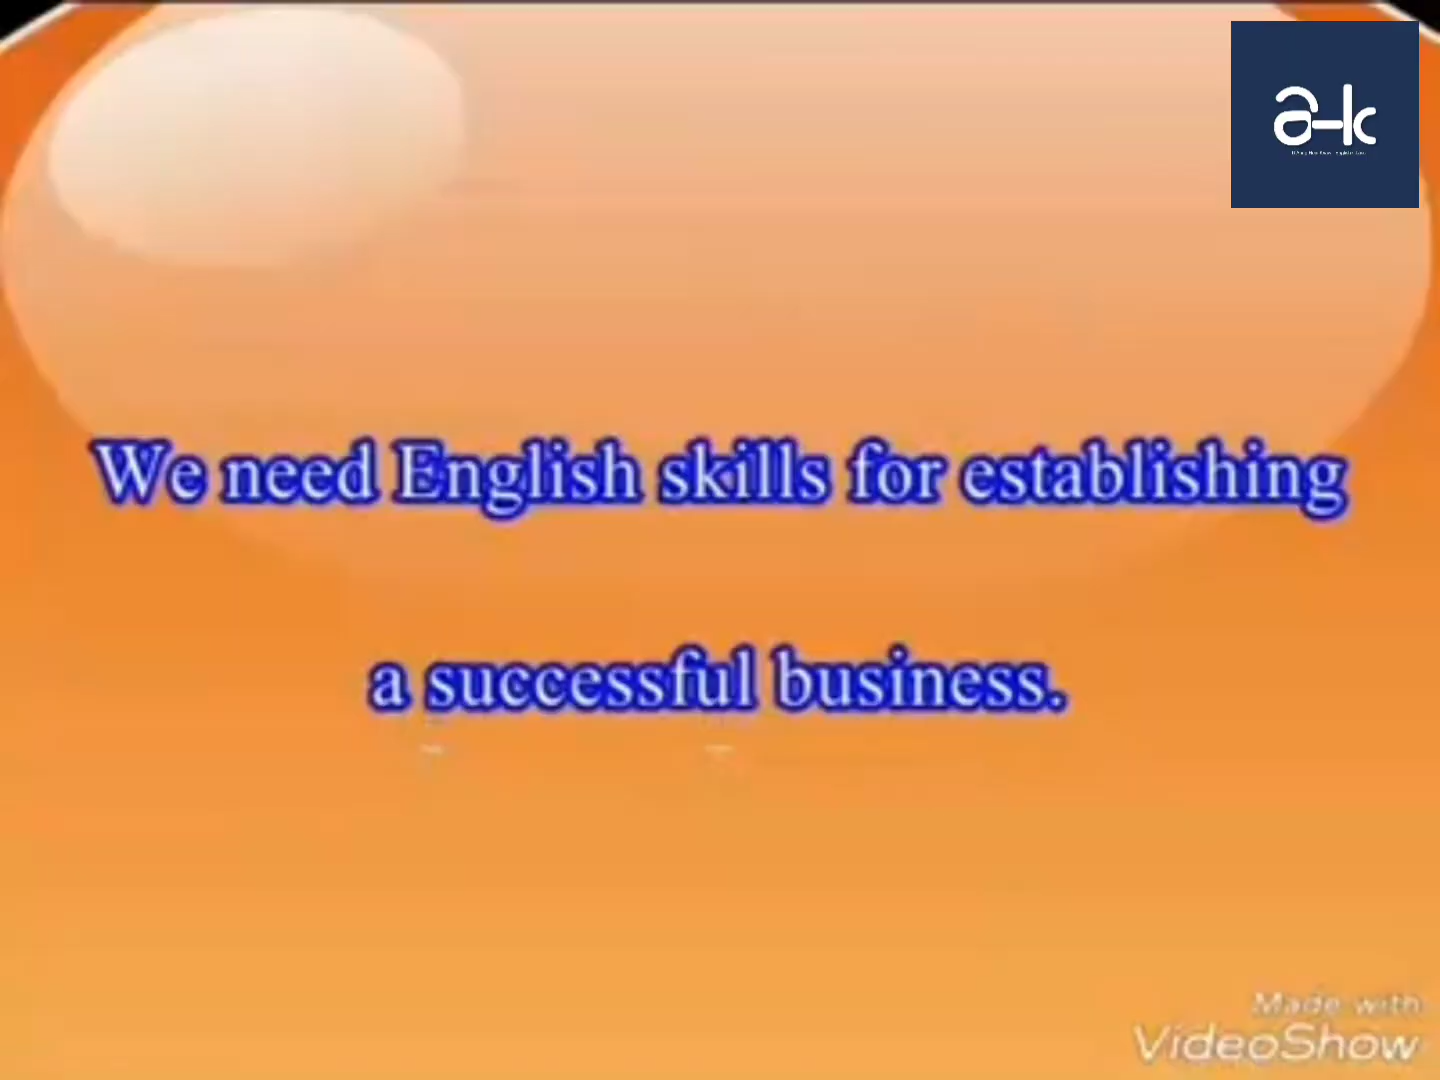 a-k
We need English skills for establishing
a successful business.
Made with
VideoShow